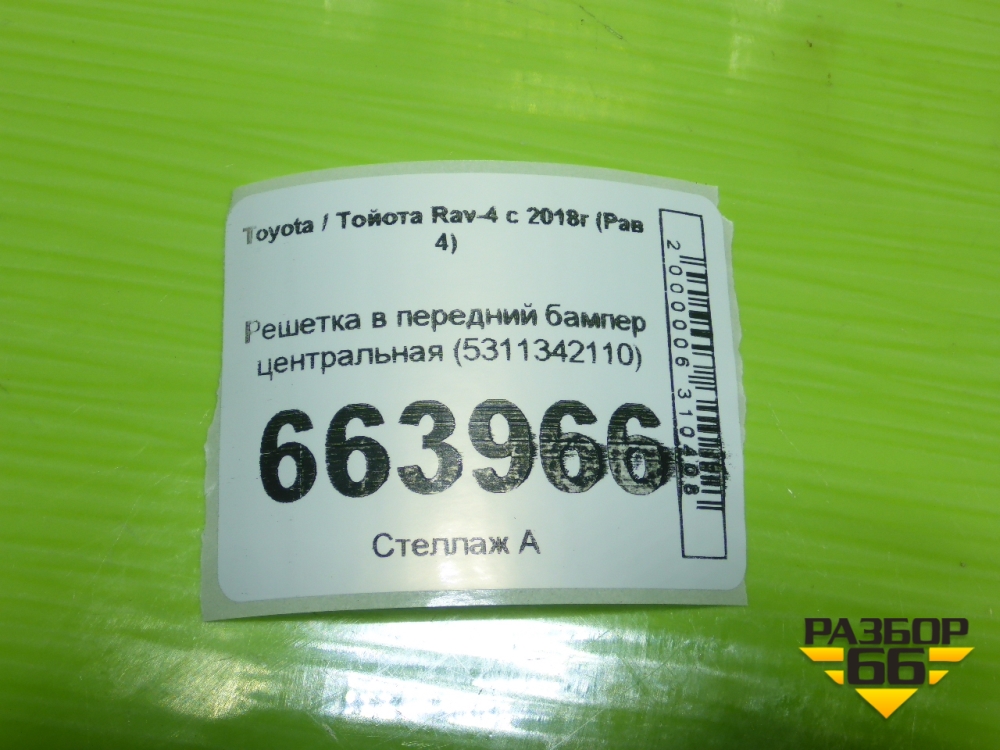 Toyota / Тойота Rav-4 с 2018г (Рав
4)
Решетка в передний бампер
центральная (5311342110)
663966
Стеллаж А
2000006310408
РАЗБОР
66